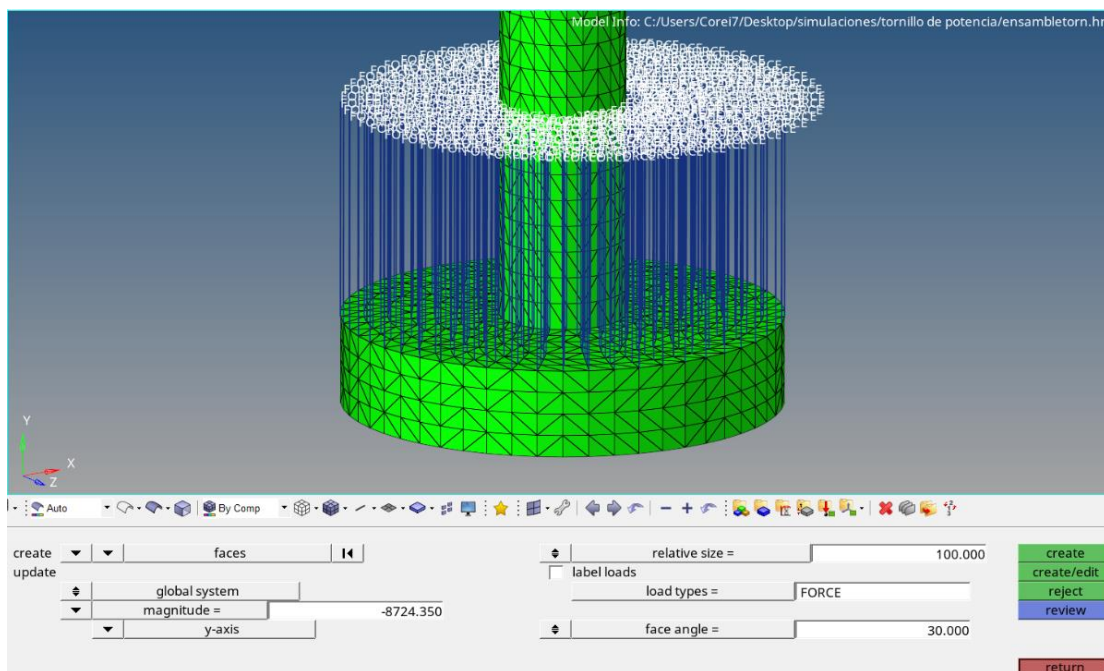 Model Info: C:/Users/Corei7/Desktop/simulaciones/tornillo de potencia/ensambletorn.h
FORCE
Y
X
Z
Auto
By Comp
create faces relative size = 100.000 create
update label loads create/edit
global system load types = FORCE reject
magnitude = -8724.350 review
y-axis face angle = 30.000
return